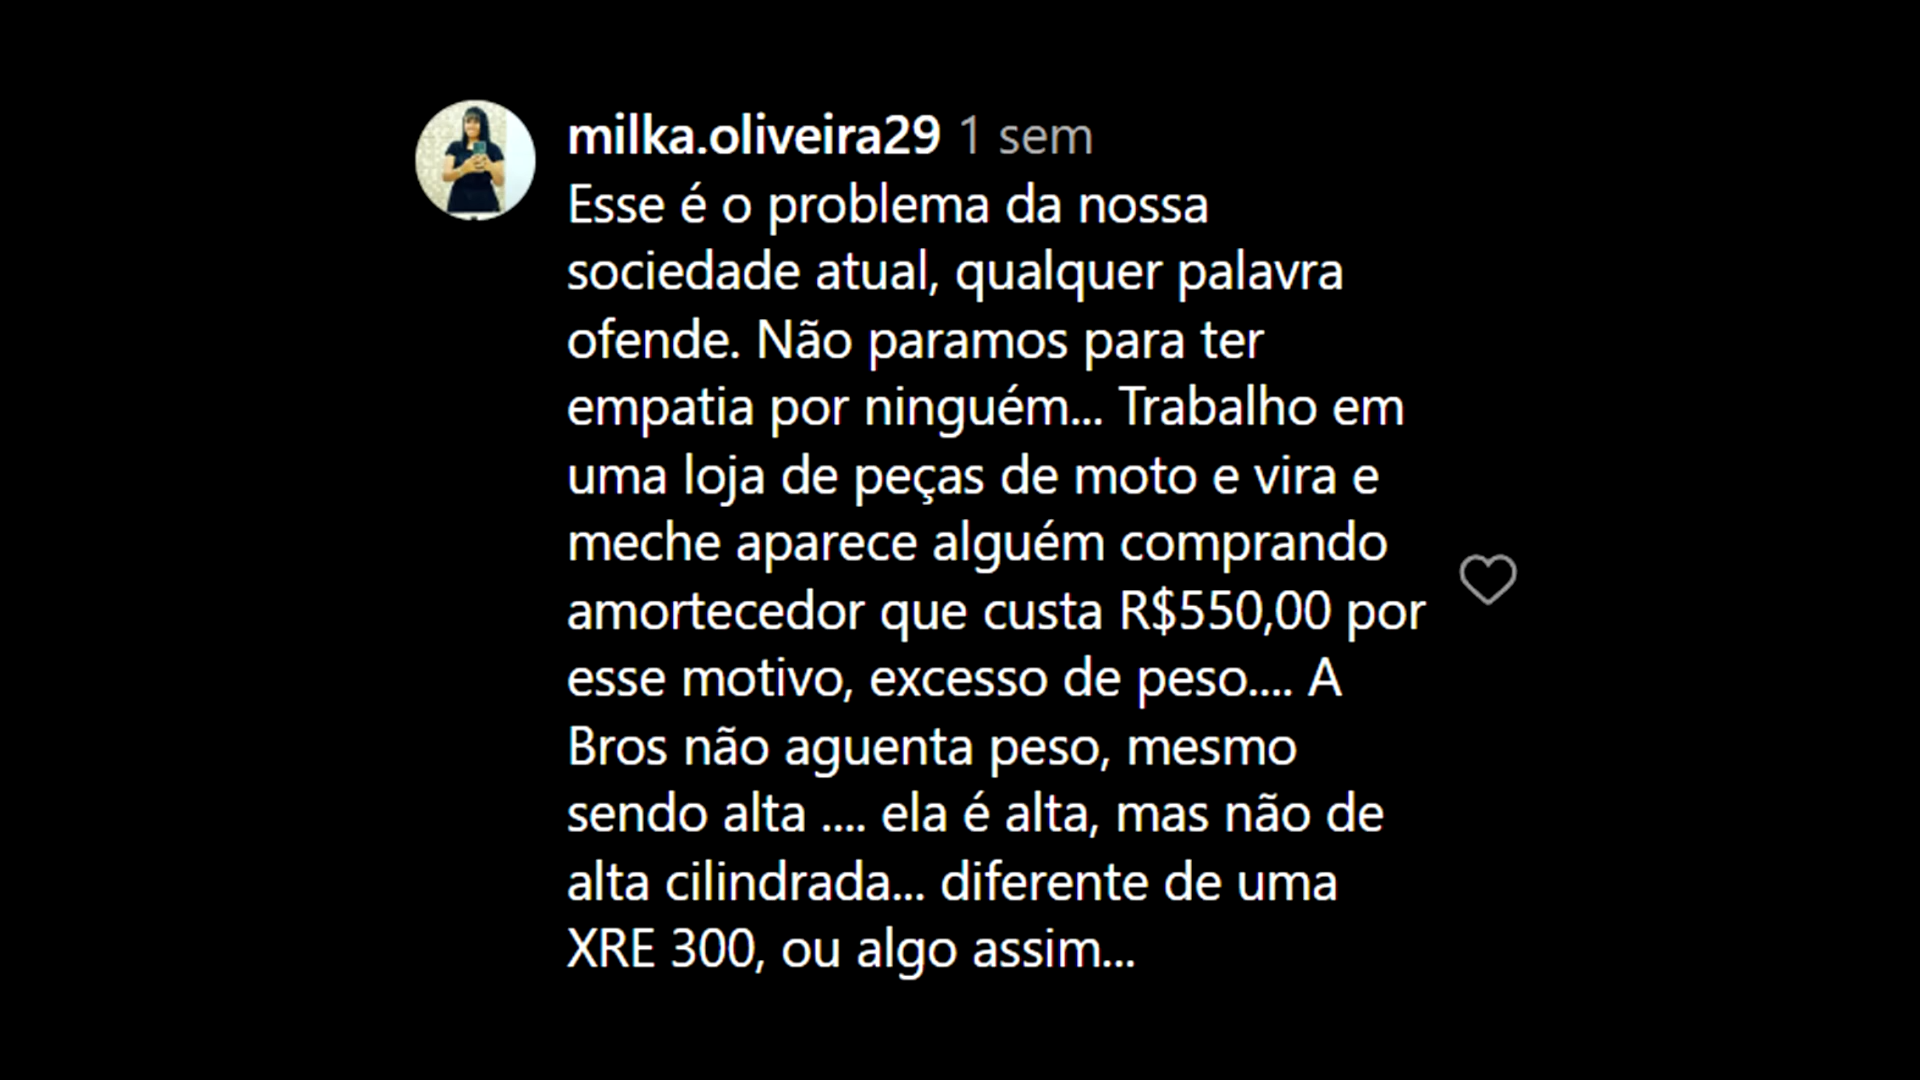 milka.oliveira29 1 sem
Esse é o problema da nossa
sociedade atual, qualquer palavra
ofende. Não paramos para ter
empatia por ninguém... Trabalho em
uma loja de peças de moto e vira e
meche aparece alguém comprando
amortecedor que custa R$550,00 por
esse motivo, excesso de peso.... A
Bros não aguenta peso, mesmo
sendo alta .... ela é alta, mas não de
alta cilindrada... diferente de uma
XRE 300, ou algo assim...